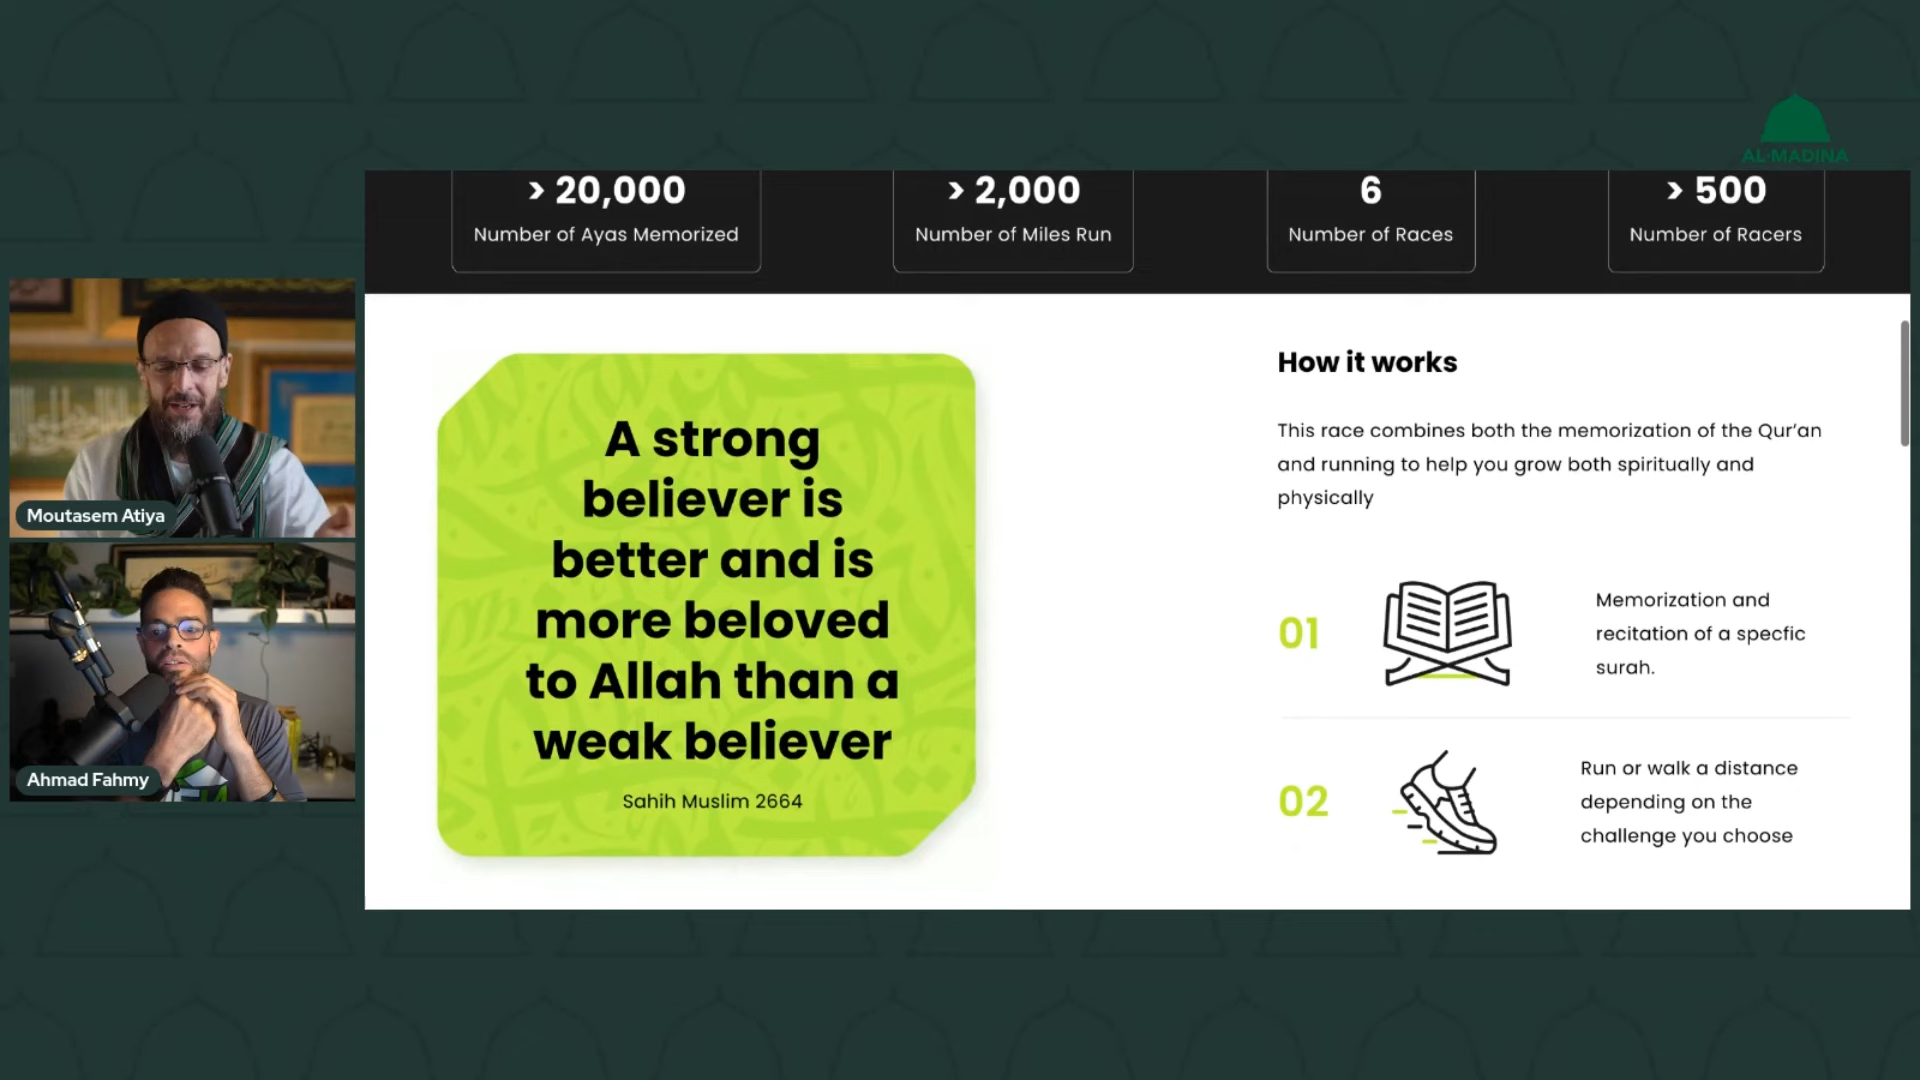 AL-MADINA
> 20,000
Number of Ayas Memorized
> 2,000
Number of Miles Run
6
Number of Races
> 500
Number of Racers
Moutasem Atiya
Ahmad Fahmy
A strong
believer is
better and is
more beloved
to Allah than a
weak believer
Sahih Muslim 2664
How it works
This race combines both the memorization of the Qur’an
and running to help you grow both spiritually and
physically
01
Memorization and
recitation of a specfic
surah.
02
Run or walk a distance
depending on the
challenge you choose